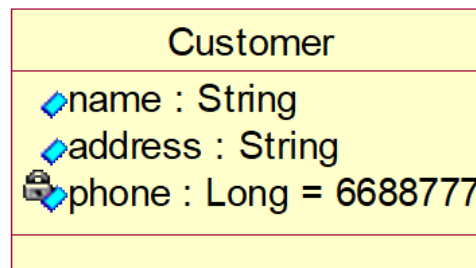 Customer
name : String
address : String
phone : Long = 6688777